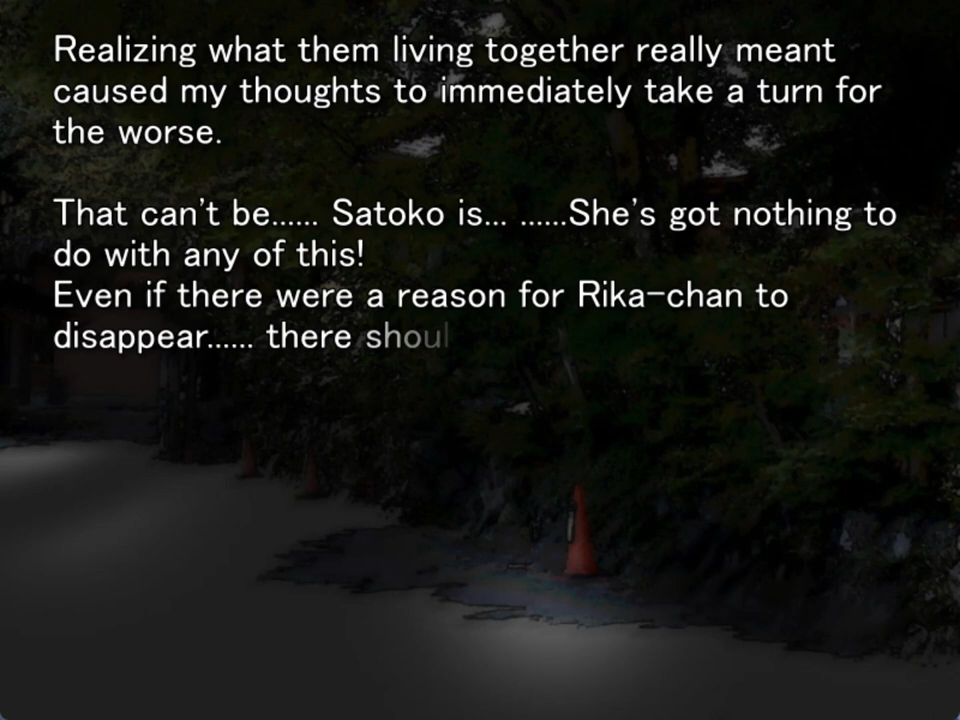 Realizing what them living together really meant
caused my thoughts to immediately take a turn for
the worse.
That can't be...... Satoko is... ......She's got nothing to
do with any of this!
Even if there were a reason for Rika-chan to
disappear...... there shoul